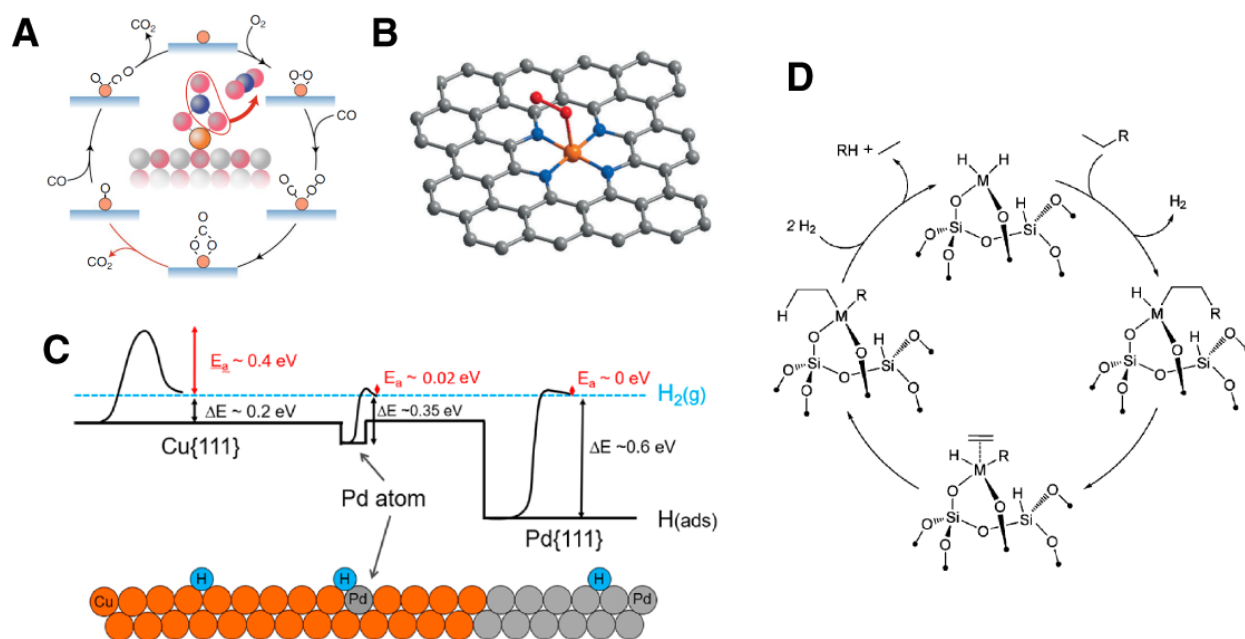 A
CO₂
O₂
O
C
O
O-O
CO
O
C
O
O
CO
O
C
O
O
CO₂
B
C
E̲a̲ ~ 0.4 eV
Ea ~ 0.02 eV
Ea ~ 0 eV
H₂(g)
ΔE ~ 0.2 eV
ΔE ~0.35 eV
ΔE ~0.6 eV
Cu{111}
Pd atom
Pd{111}
H(ads)
H
H
H
Cu
Pd
Pd
D
RH +
R
H H
M
O
O
H
Si
Si
O
O
O
O
O
2 H₂
H₂
H
R
M
O
O
H
Si
Si
O
O
O
O
O
H
M
R
O
O
H
Si
Si
O
O
O
O
O
H
M
R
O
O
H
Si
Si
O
O
O
O
O